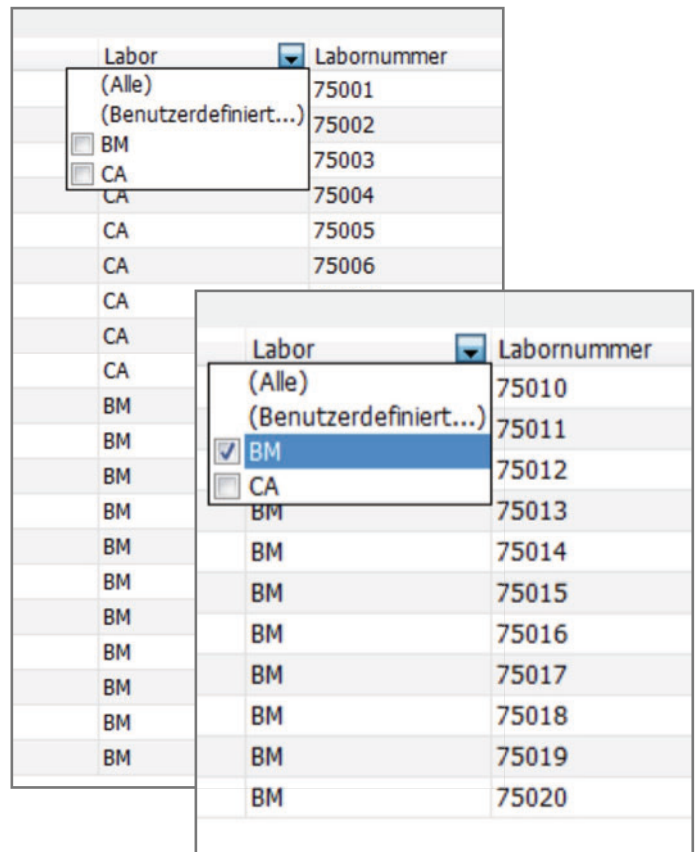 Labor Labornummer
(Alle) 75001
(Benutzerdefiniert...) 75002
BM 75003
CA
CA 75004
CA 75005
CA 75006
CA
CA
CA
BM
BM
BM
BM
BM
BM
BM
BM
BM
BM
BM
Labor Labornummer
(Alle) 75010
(Benutzerdefiniert...) 75011
BM 75012
CA
BM 75013
BM 75014
BM 75015
BM 75016
BM 75017
BM 75018
BM 75019
BM 75020